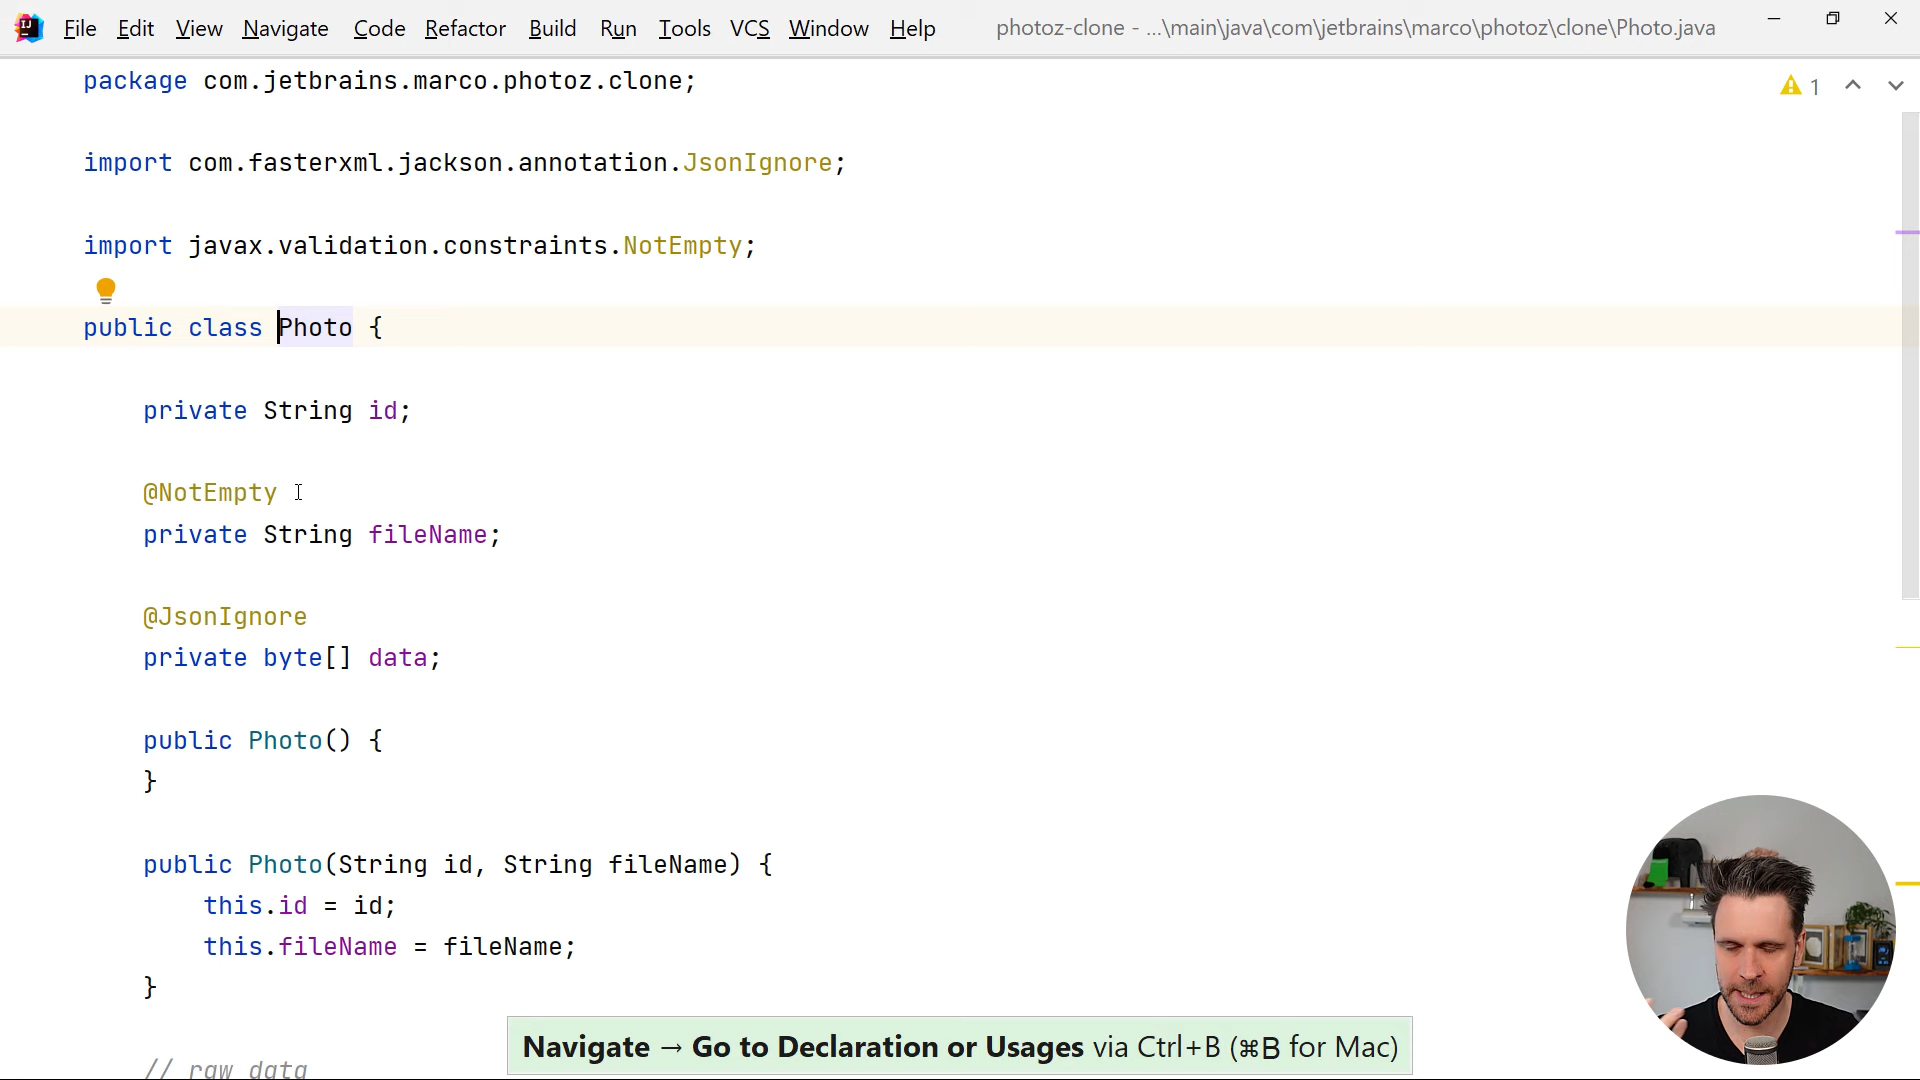 File Edit View Navigate Code Refactor Build Run Tools VCS Window Help photoz-clone - ...\main\java\com\jetbrains\marco\photoz\clone\Photo.java
package com.jetbrains.marco.photoz.clone;
1
import com.fasterxml.jackson.annotation.JsonIgnore;
import javax.validation.constraints.NotEmpty;
public class Photo {
private String id;
@NotEmpty
private String fileName;
@JsonIgnore
private byte[] data;
public Photo() {
}
public Photo(String id, String fileName) {
this.id = id;
this.fileName = fileName;
}
// raw data
Navigate → Go to Declaration or Usages via Ctrl+B (⌘B for Mac)